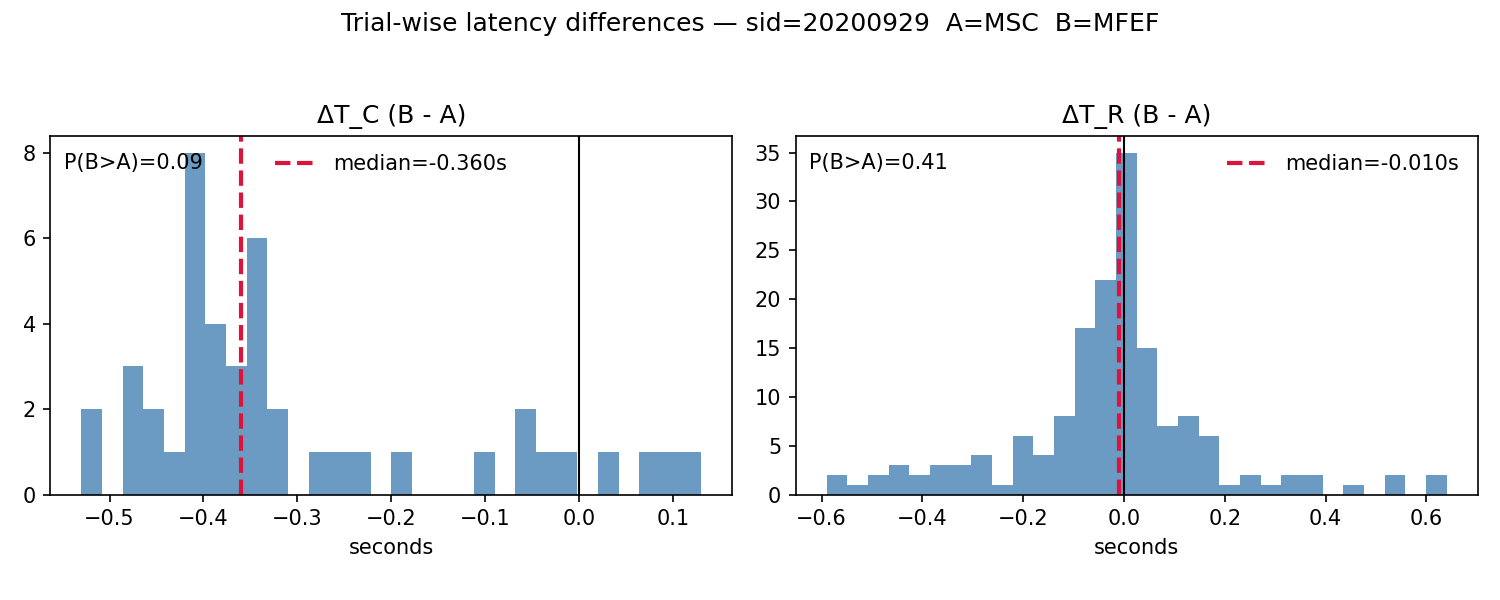 Trial-wise latency differences — sid=20200929  A=MSC  B=MFEF
ΔT_C (B - A)
P(B>A)=0.09
median=-0.360s
8
6
4
2
0
−0.5 −0.4 −0.3 −0.2 −0.1 0.0 0.1
seconds
ΔT_R (B - A)
P(B>A)=0.41
median=-0.010s
35
30
25
20
15
10
5
0
−0.6 −0.4 −0.2 0.0 0.2 0.4 0.6
seconds